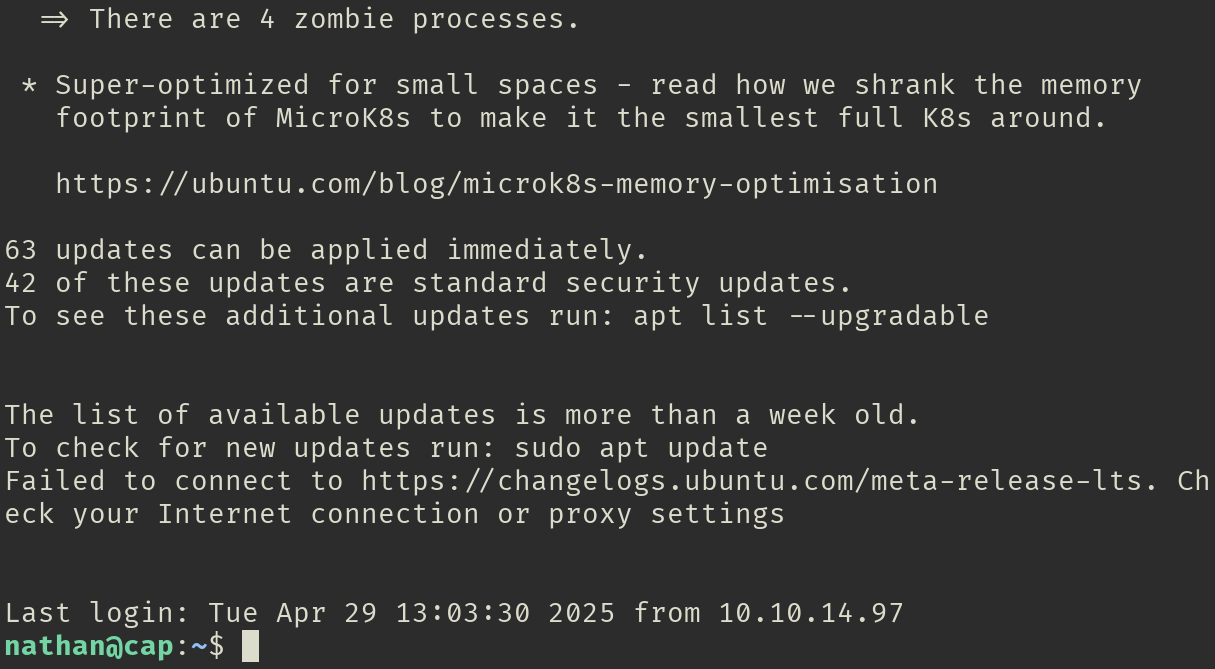 => There are 4 zombie processes.
* Super-optimized for small spaces - read how we shrank the memory
footprint of MicroK8s to make it the smallest full K8s around.
https://ubuntu.com/blog/microk8s-memory-optimisation
63 updates can be applied immediately.
42 of these updates are standard security updates.
To see these additional updates run: apt list --upgradable
The list of available updates is more than a week old.
To check for new updates run: sudo apt update
Failed to connect to https://changelogs.ubuntu.com/meta-release-lts. Ch
eck your Internet connection or proxy settings
Last login: Tue Apr 29 13:03:30 2025 from 10.10.14.97
nathan@cap:~$